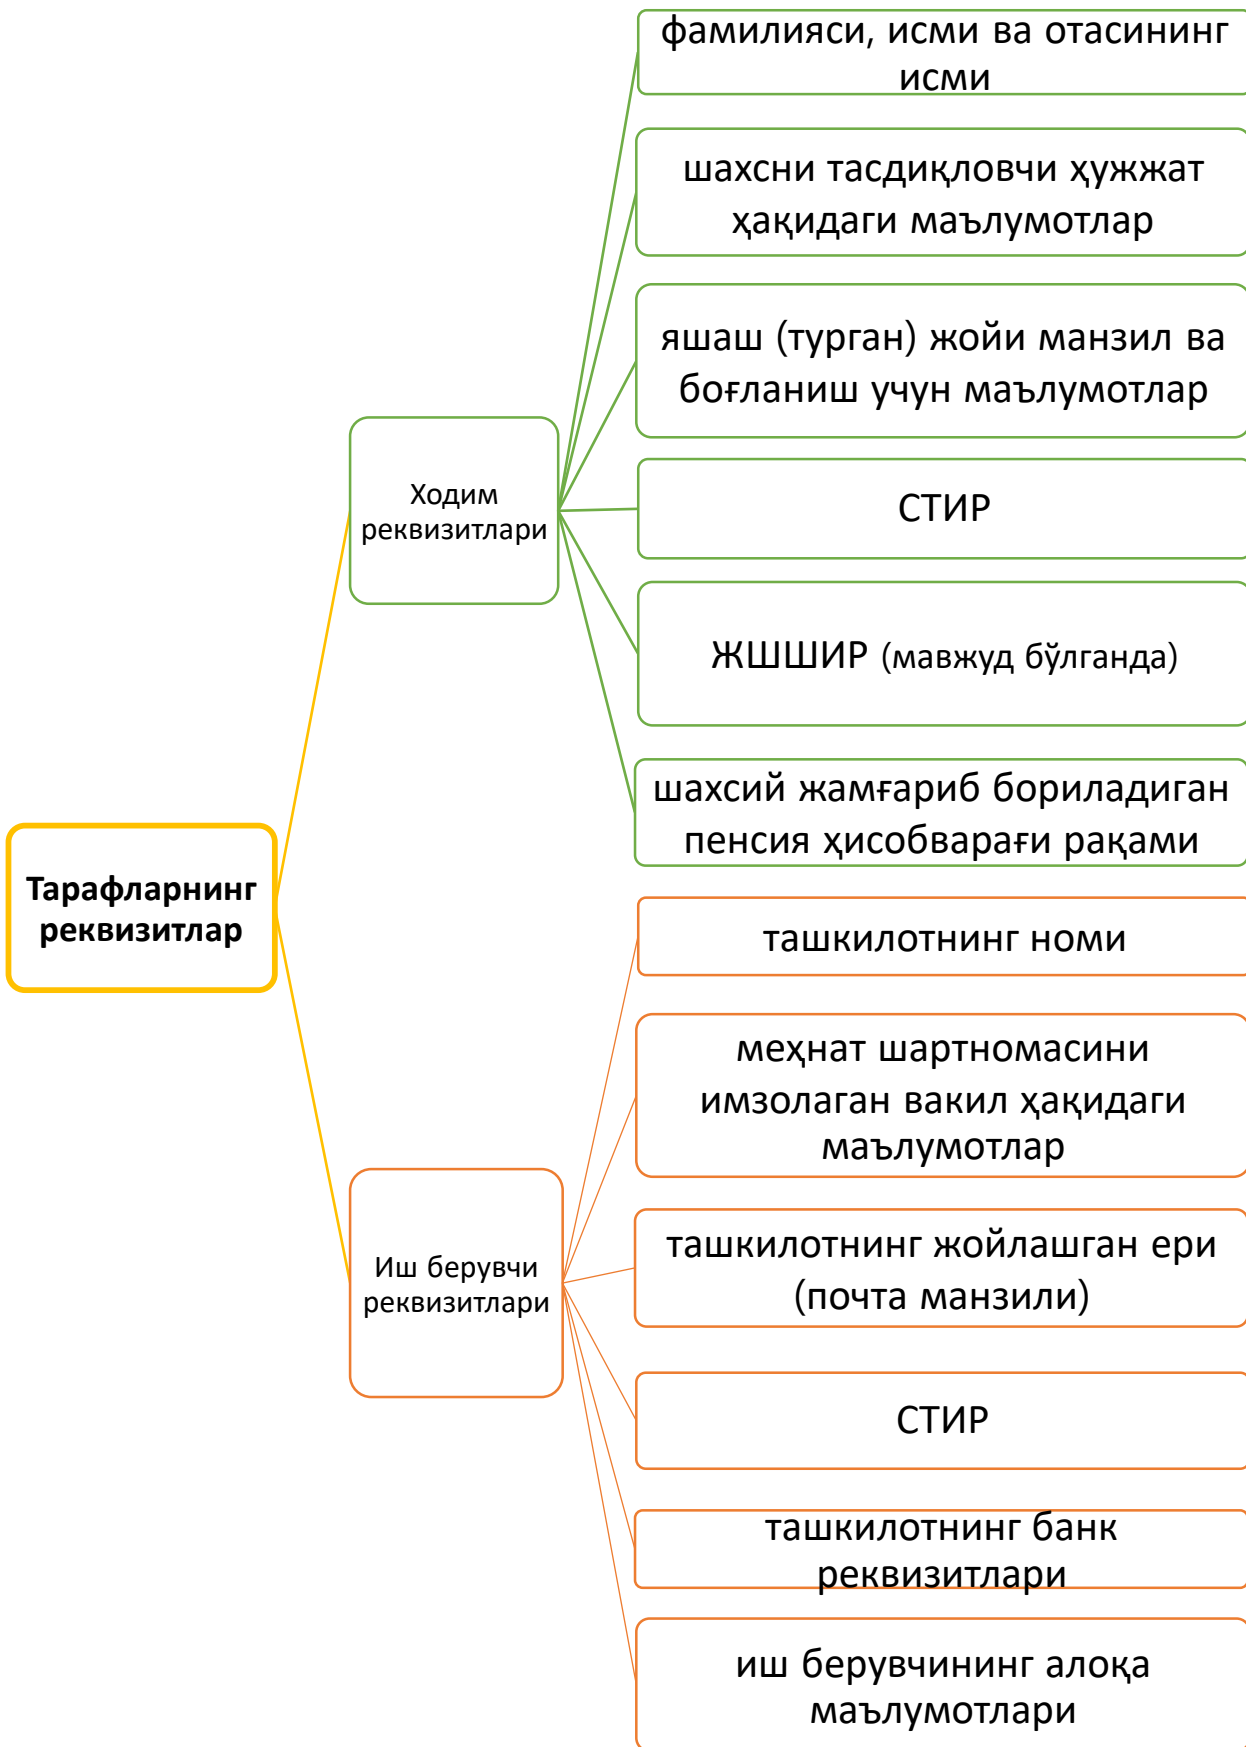 Тарафларнинг
реквизитлар
Ходим
реквизитлари
фамилияси, исми ва отасининг
исми
шахсни тасдиқловчи ҳужжат
ҳақидаги маълумотлар
яшаш (турган) жойи манзил ва
боғланиш учун маълумотлар
СТИР
ЖШШИР (мавжуд бўлганда)
шахсий жамғариб бориладиган
пенсия ҳисобварағи рақами
Иш берувчи
реквизитлари
ташкилотнинг номи
меҳнат шартномасини
имзолаган вакил ҳақидаги
маълумотлар
ташкилотнинг жойлашган ери
(почта манзили)
СТИР
ташкилотнинг банк
реквизитлари
иш берувчининг алоқа
маълумотлари